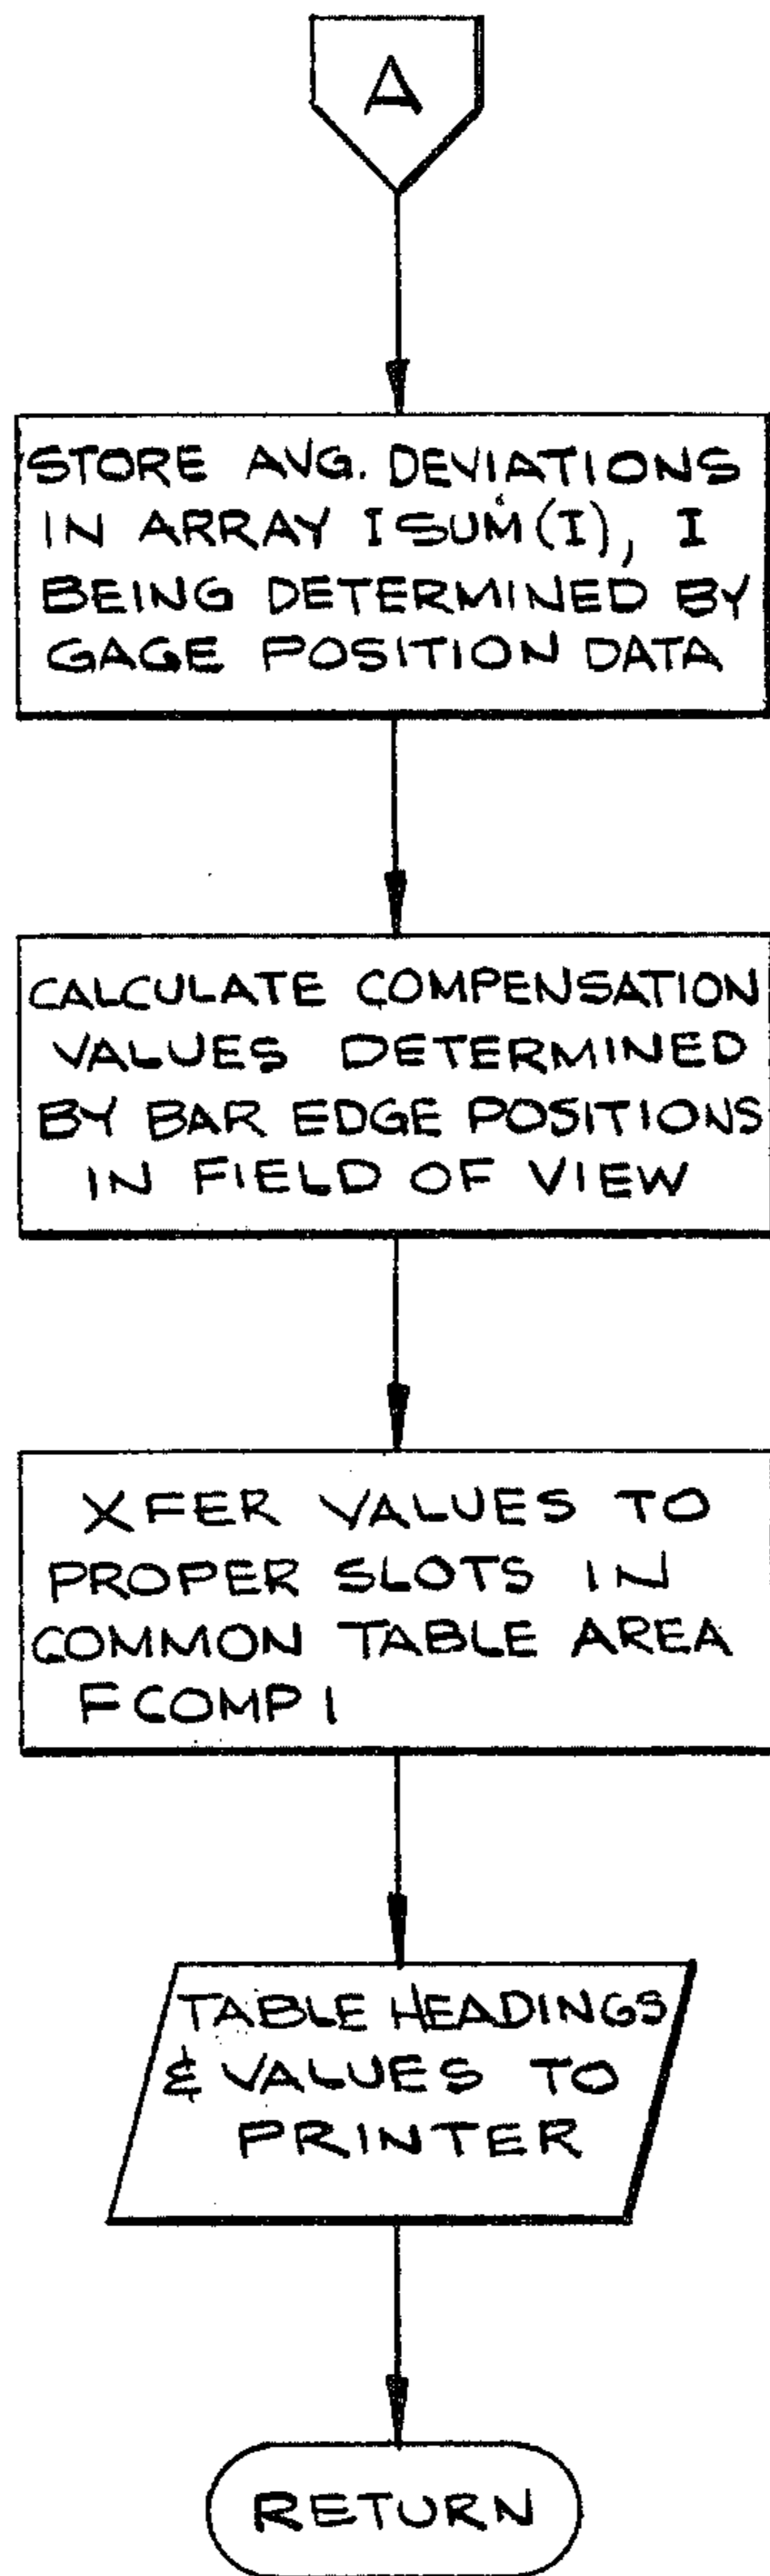 A
STORE AVG. DEVIATIONS
IN ARRAY ISUM(I), I
BEING DETERMINED BY
GAGE POSITION DATA
CALCULATE COMPENSATION
VALUES DETERMINED
BY BAR EDGE POSITIONS
IN FIELD OF VIEW
XFER VALUES TO
PROPER SLOTS IN
COMMON TABLE AREA
FCOMP1
TABLE HEADINGS
& VALUES TO
PRINTER
RETURN